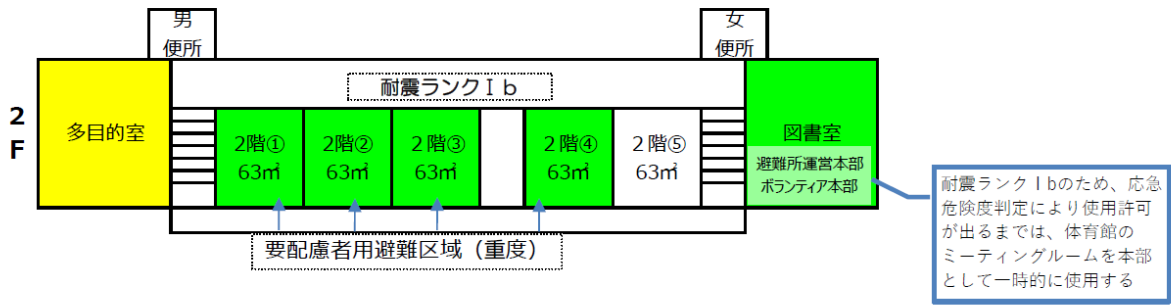 男
便所
女
便所
耐震ランクⅠｂ
2
F
多目的室
２階①
63㎡
２階②
63㎡
２階③
63㎡
２階④
63㎡
２階⑤
63㎡
図書室
避難所運営本部
ボランティア本部
要配慮者用避難区域（重度）
耐震ランクⅠbのため、応急
危険度判定により使用許可
が出るまでは、体育館の
ミーティングルームを本部
として一時的に使用する